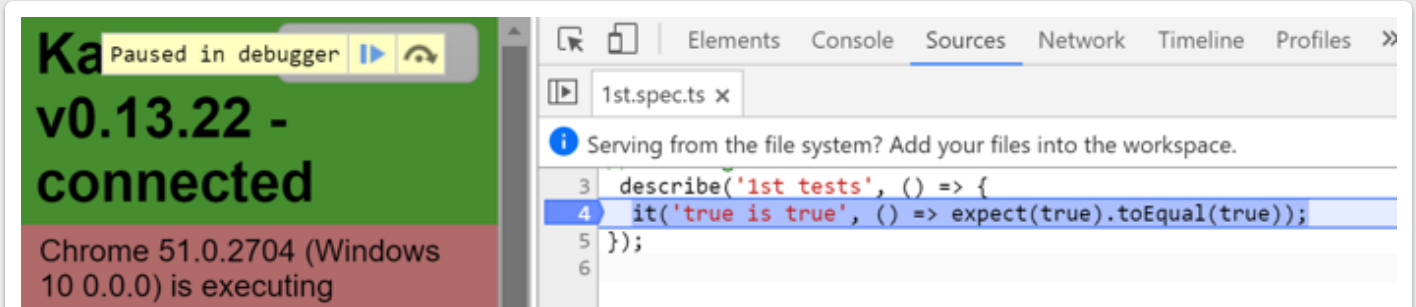 Ka
Paused in debugger
v0.13.22 -
connected
Chrome 51.0.2704 (Windows
10 0.0.0) is executing
Elements Console Sources Network Timeline Profiles »
1st.spec.ts ×
Serving from the file system? Add your files into the workspace.
3 describe('1st tests', () => {
4 it('true is true', () => expect(true).toEqual(true));
5 });
6